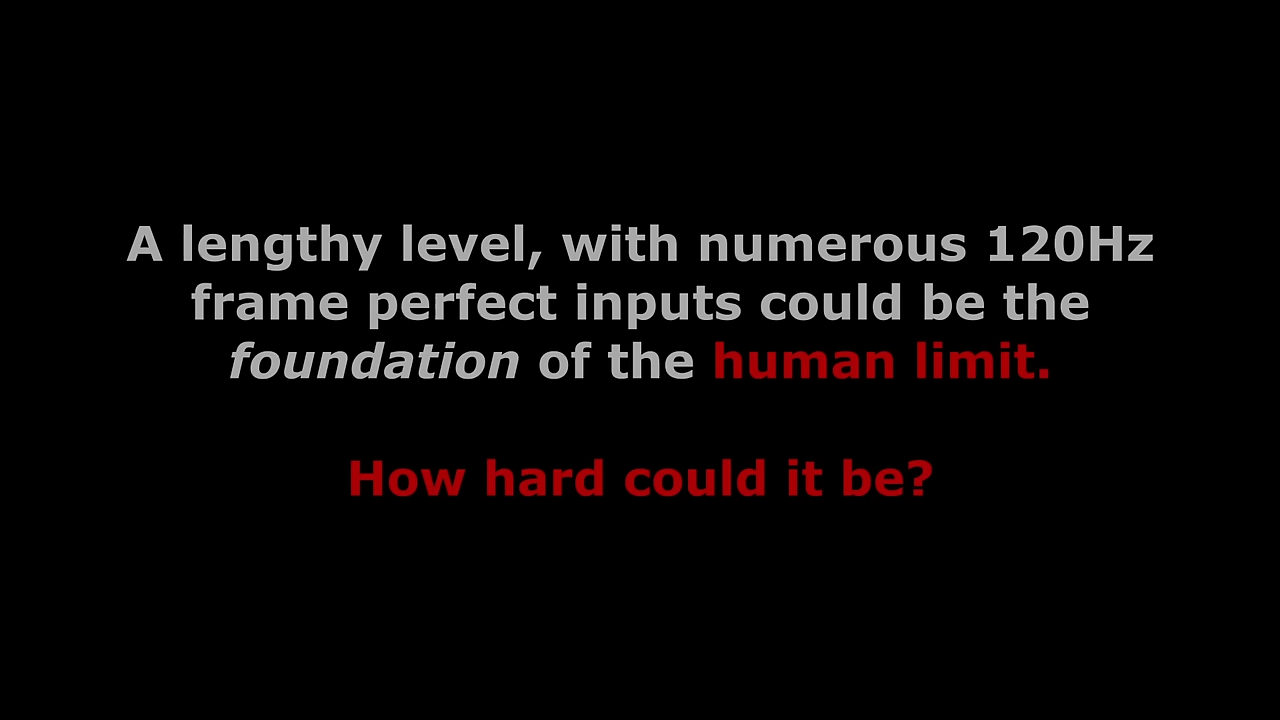 A lengthy level, with numerous 120Hz
frame perfect inputs could be the
foundation of the human limit.
How hard could it be?